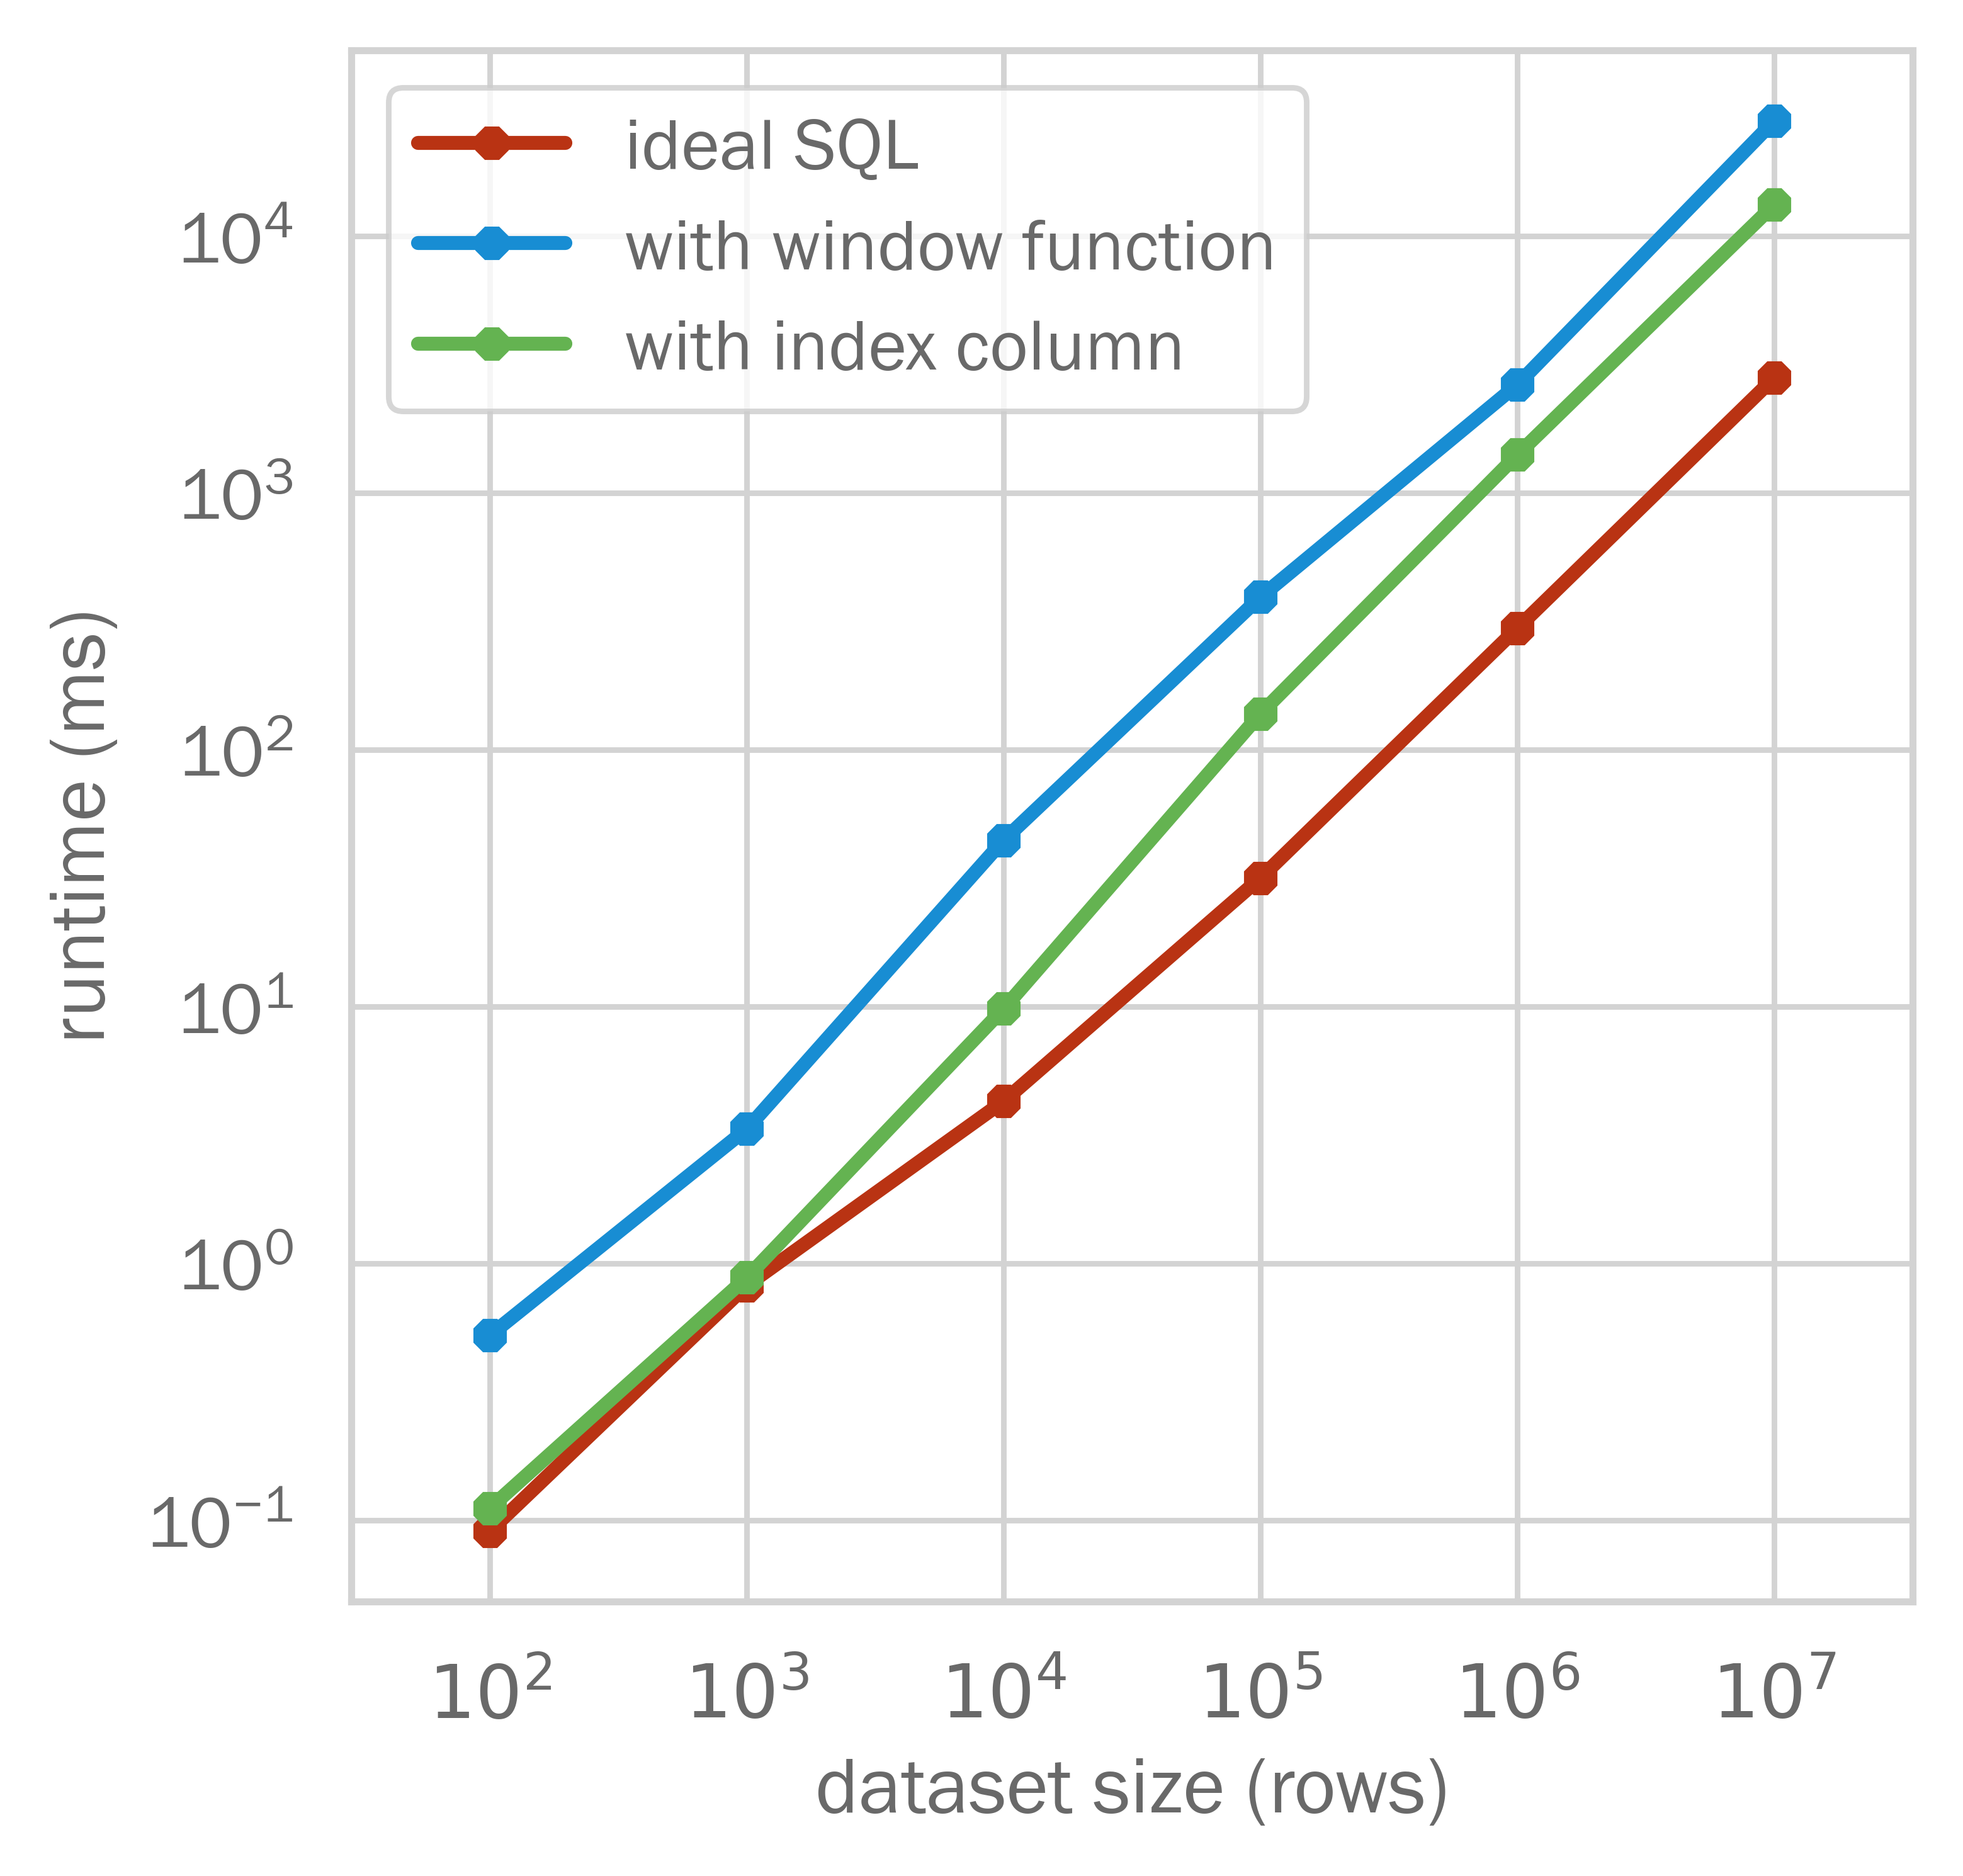 ideal SQL
with window function
with index column
10⁴
10³
10²
10¹
10⁰
10⁻¹
runtime (ms)
10² 10³ 10⁴ 10⁵ 10⁶ 10⁷
dataset size (rows)